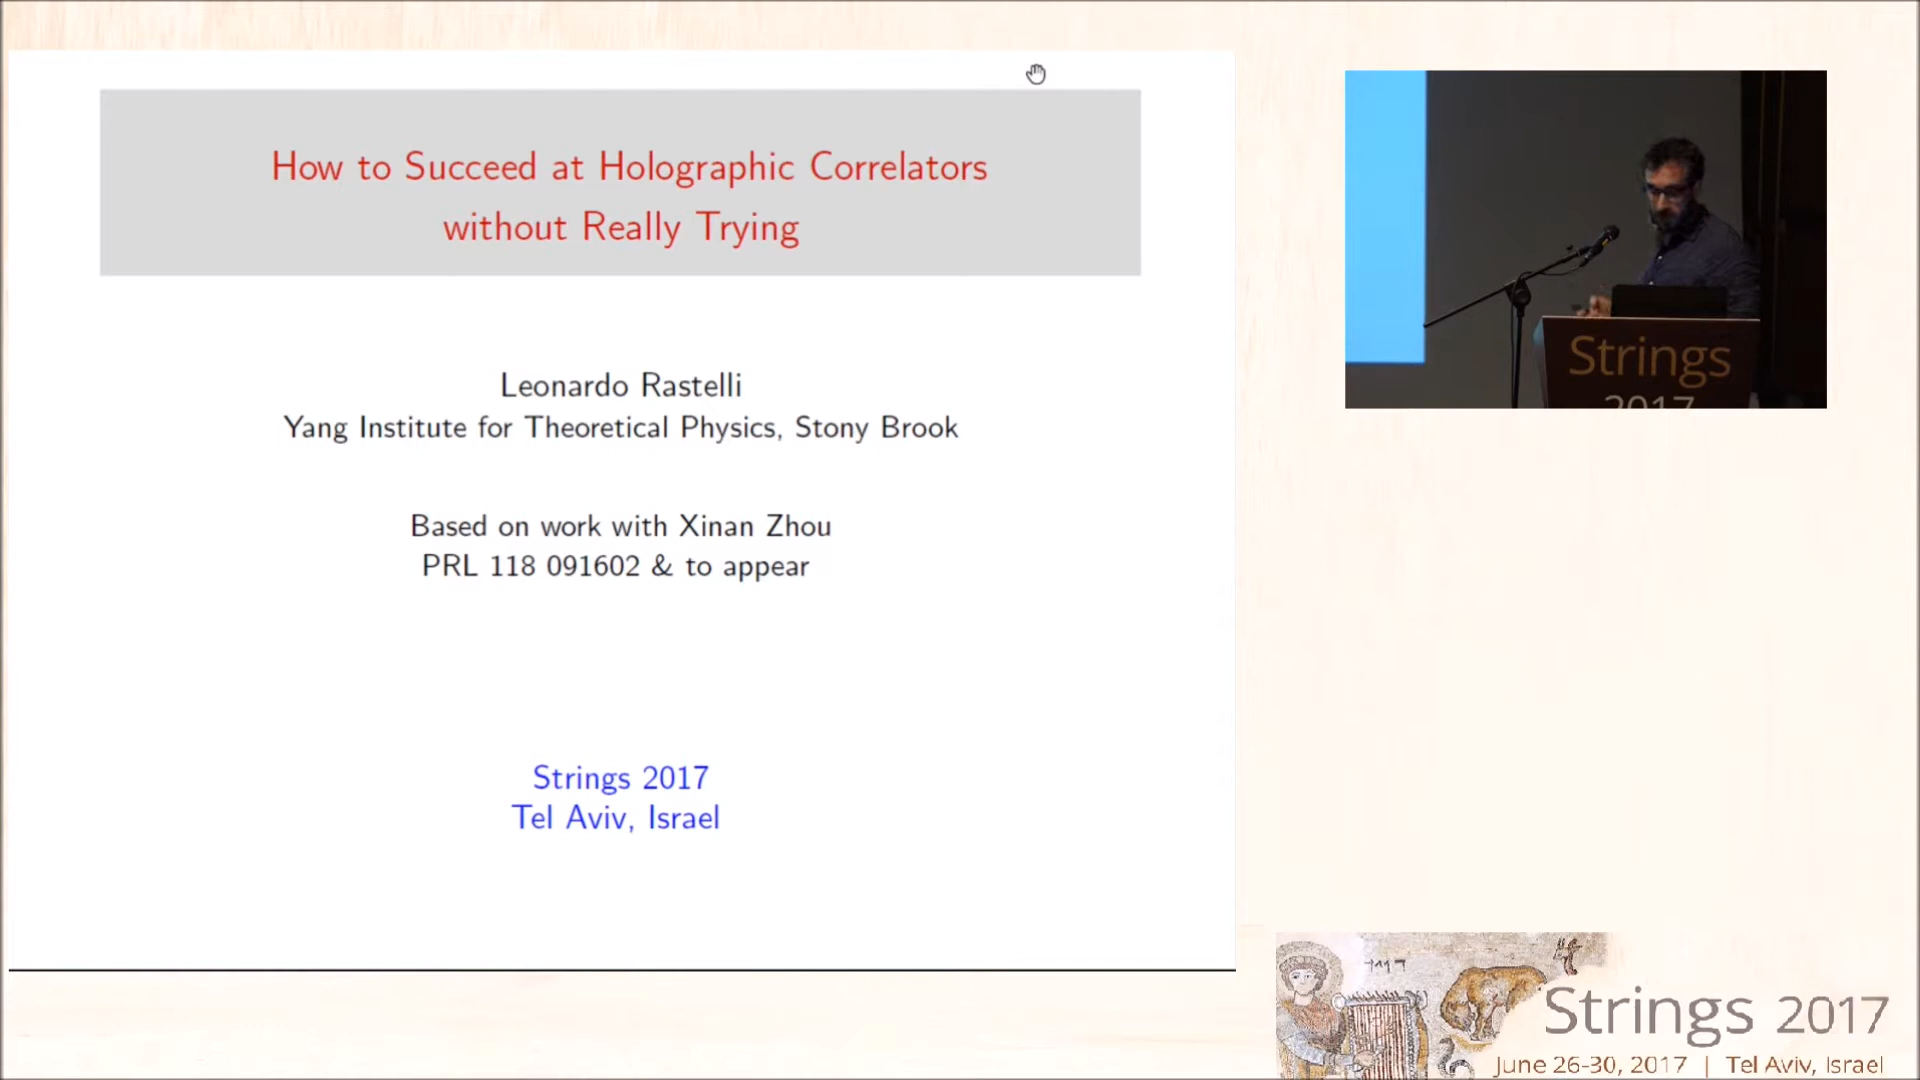 How to Succeed at Holographic Correlators
without Really Trying
Leonardo Rastelli
Yang Institute for Theoretical Physics, Stony Brook
Based on work with Xinan Zhou
PRL 118 091602 & to appear
Strings 2017
Tel Aviv, Israel
Strings
2017
דויד
Strings 2017
June 26-30, 2017 | Tel Aviv, Israel